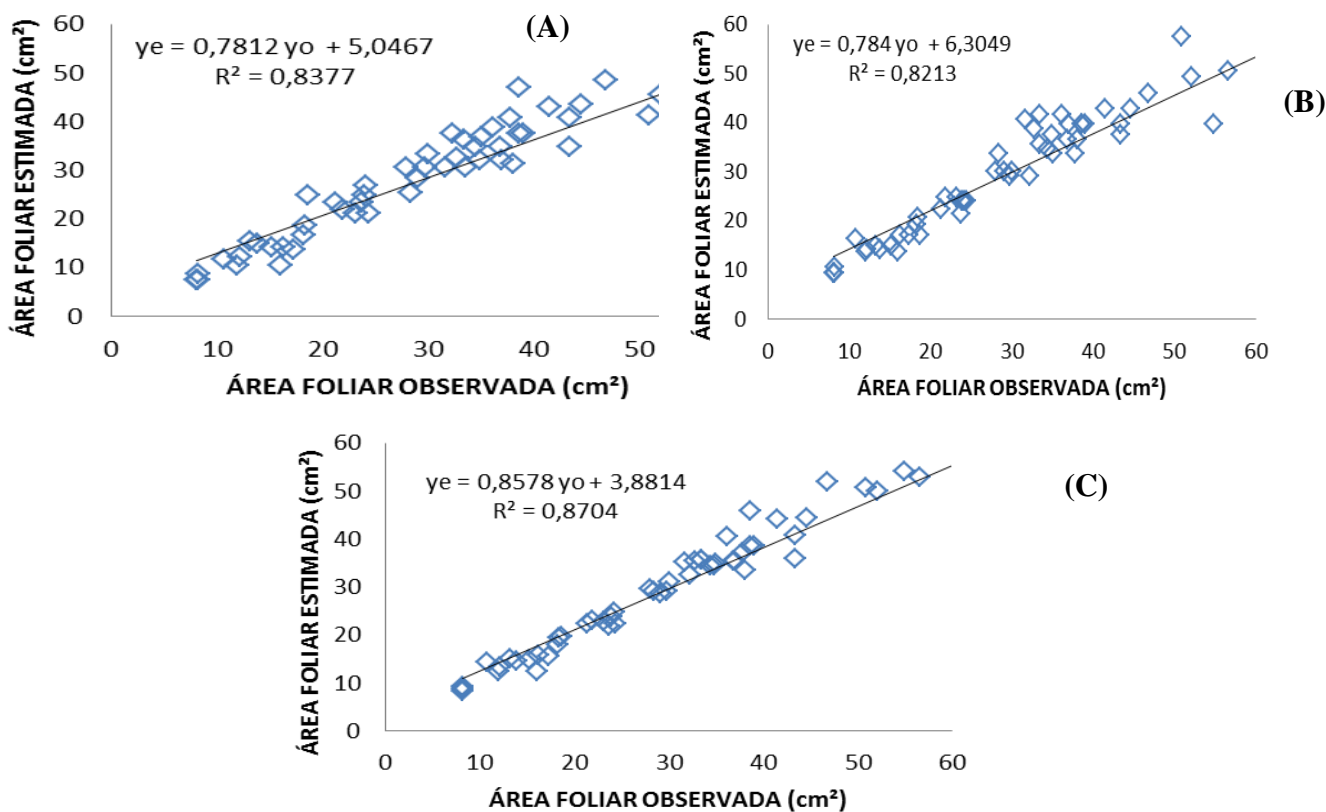 (A)
ye = 0,7812 yo + 5,0467
R² = 0,8377
ÁREA FOLIAR ESTIMADA (cm²)
60
50
40
30
20
10
0
0 10 20 30 40 50
ÁREA FOLIAR OBSERVADA (cm²)
(B)
ye = 0,784 yo + 6,3049
R² = 0,8213
ÁREA FOLIAR ESTIMADA (cm²)
60
50
40
30
20
10
0
0 10 20 30 40 50 60
ÁREA FOLIAR OBSERVADA (cm²)
(C)
ye = 0,8578 yo + 3,8814
R² = 0,8704
ÁREA FOLIAR ESTIMADA (cm²)
60
50
40
30
20
10
0
0 10 20 30 40 50 60
ÁREA FOLIAR OBSERVADA (cm²)